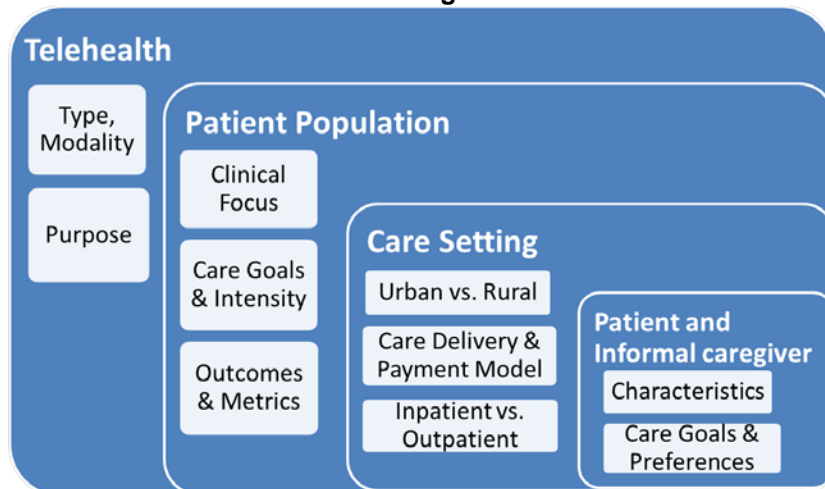 Telehealth
Type,
Modality
Purpose
Patient Population
Clinical
Focus
Care Goals
& Intensity
Outcomes
& Metrics
Care Setting
Urban vs. Rural
Care Delivery &
Payment Model
Inpatient vs.
Outpatient
Patient and
Informal caregiver
Characteristics
Care Goals &
Preferences